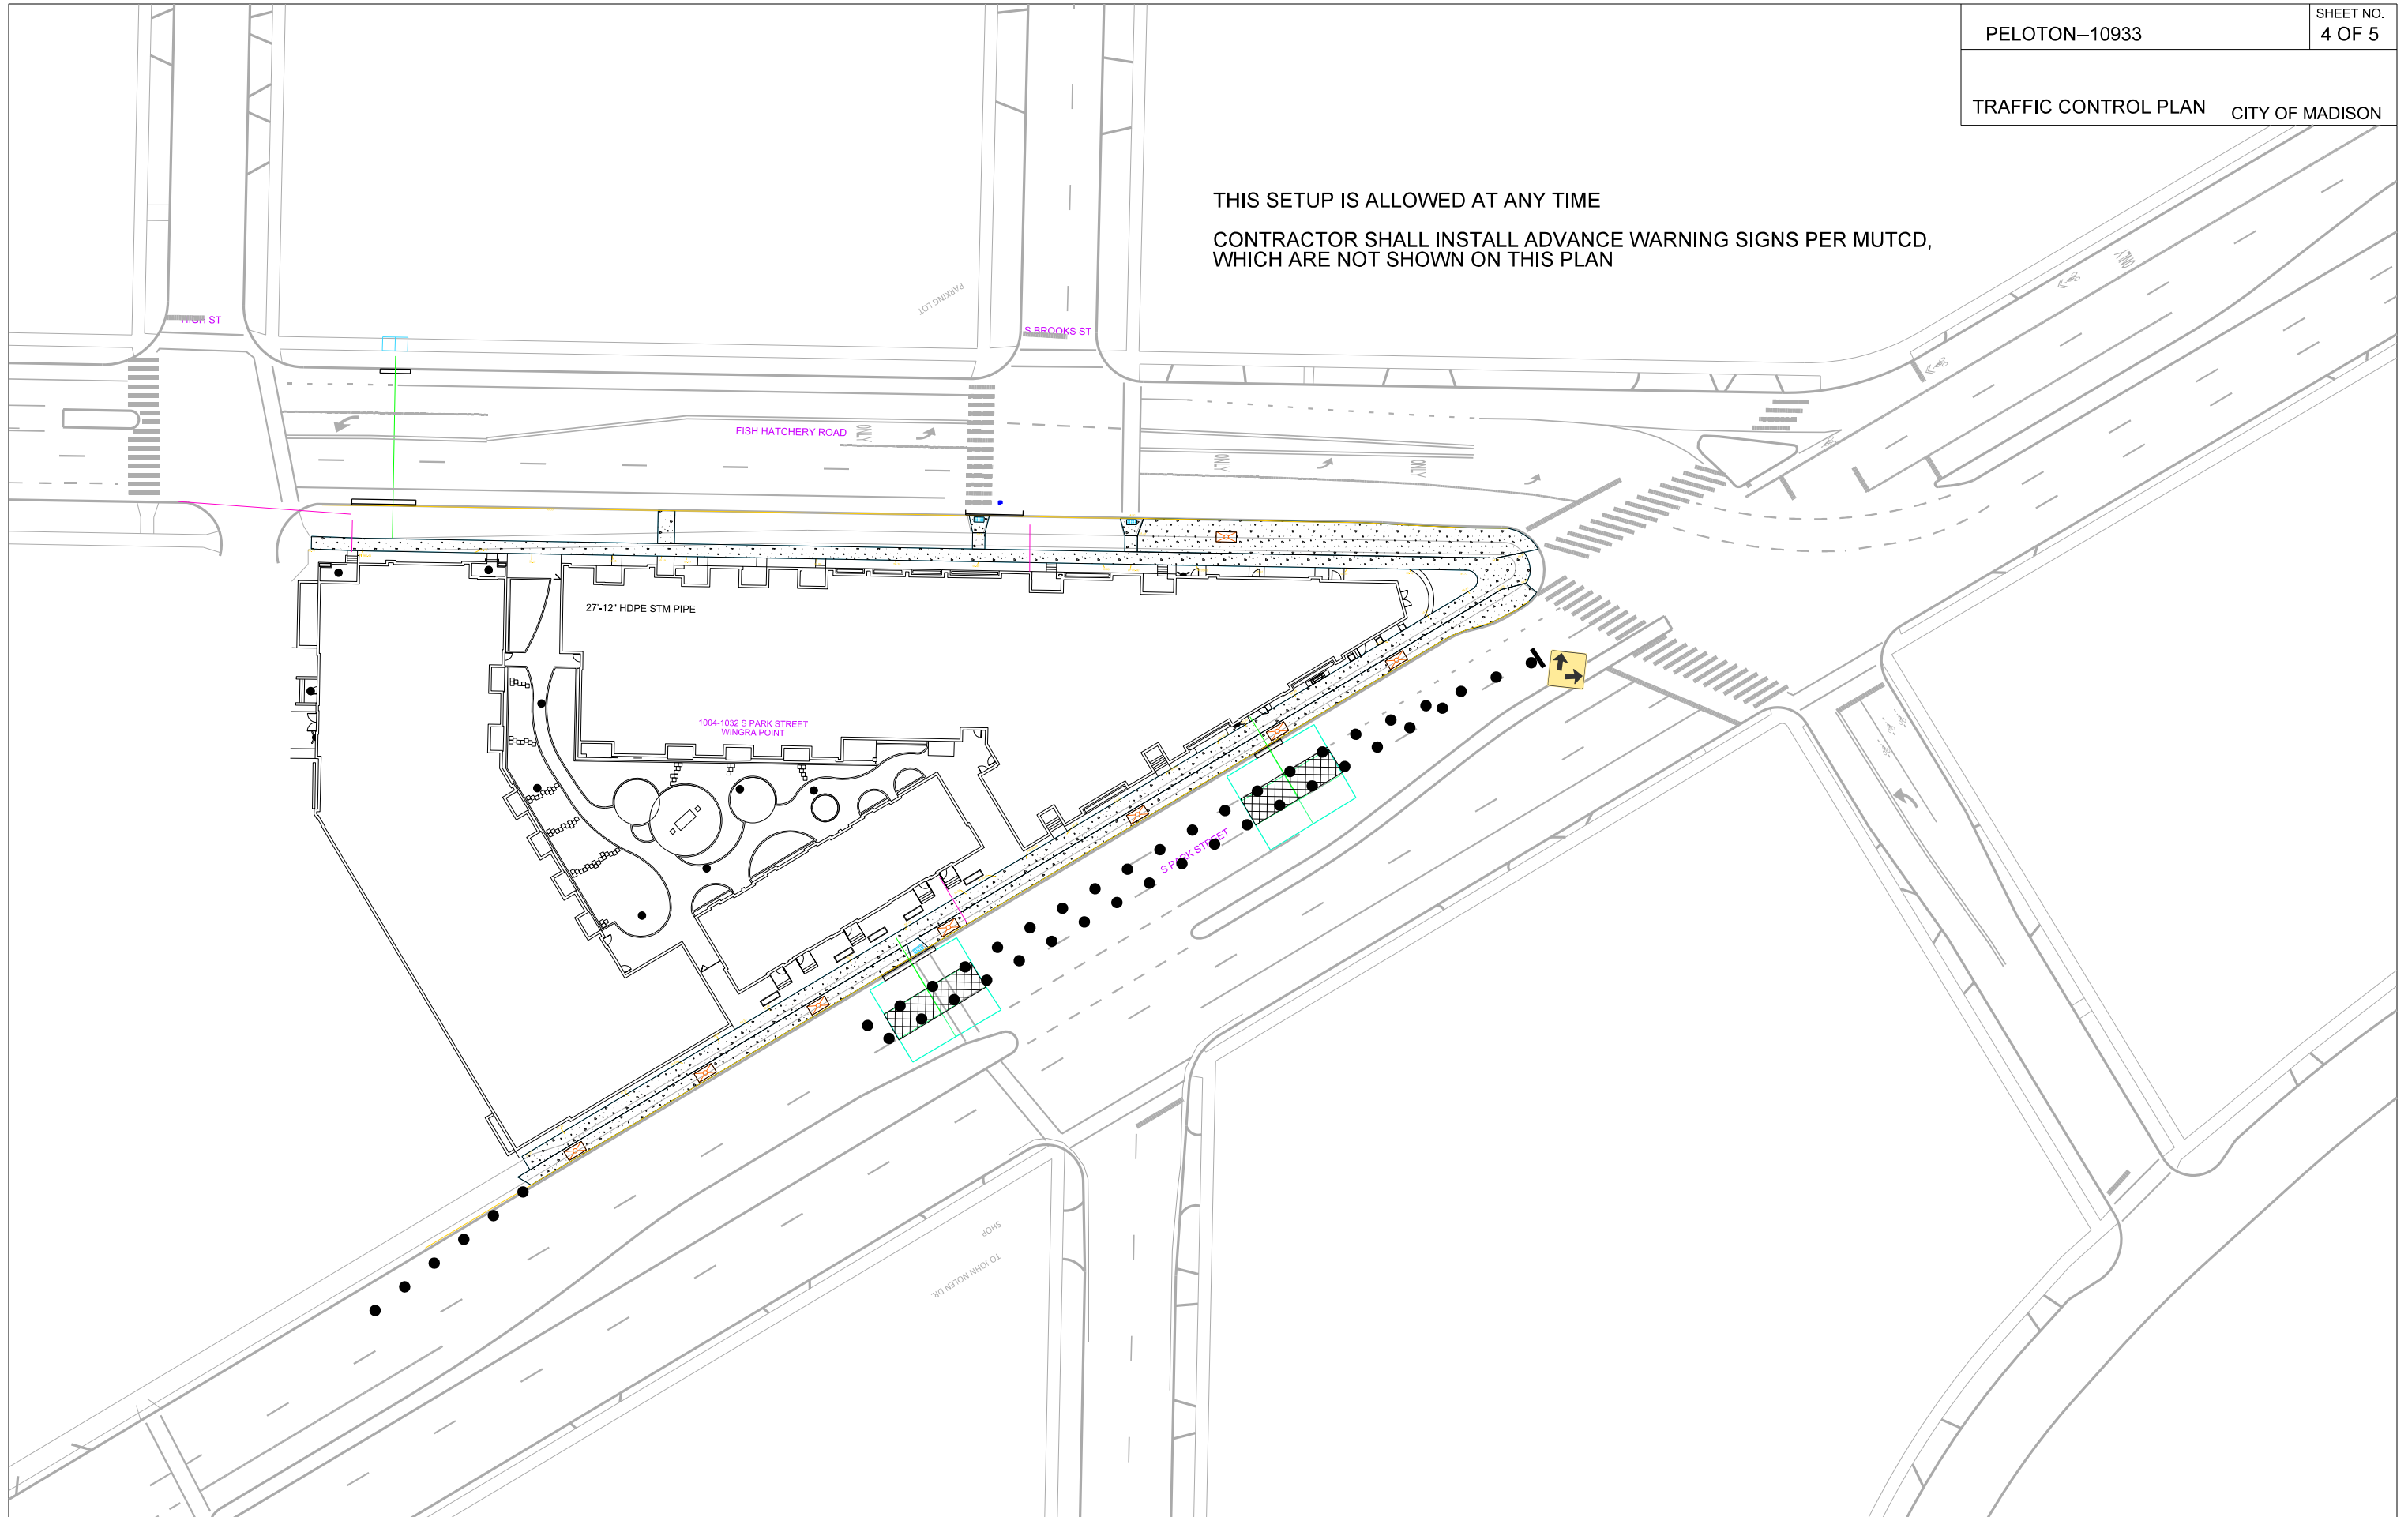 PELOTON--10933
SHEET NO.
4 OF 5
TRAFFIC CONTROL PLAN
CITY OF MADISON
THIS SETUP IS ALLOWED AT ANY TIME
CONTRACTOR SHALL INSTALL ADVANCE WARNING SIGNS PER MUTCD,
WHICH ARE NOT SHOWN ON THIS PLAN
ONLY
PARKING LOT
HIGH ST
S BROOKS ST
FISH HATCHERY ROAD
ONLY
ONLY
ONLY
27'-12" HDPE STM PIPE
1004-1032 S PARK STREET
WINGRA POINT
S PARK STREET
SHOP
TO JOHN NOLEN DR.